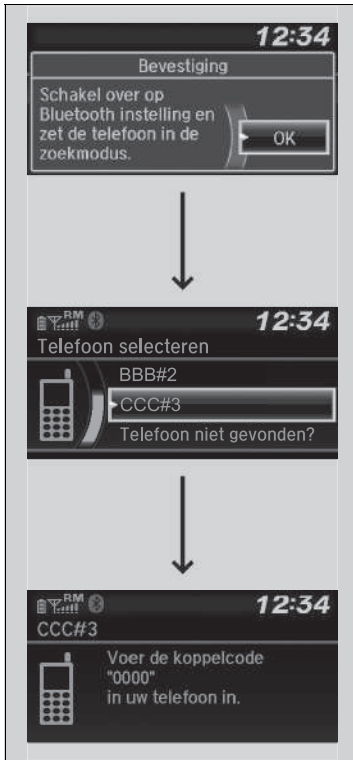 12:34
Bevestiging
Schakel over op
Bluetooth instelling en
zet de telefoon in de
zoekmodus.
OK
RM
12:34
Telefoon selecteren
BBB#2
CCC#3
Telefoon niet gevonden?
RM
12:34
CCC#3
Voer de koppelcode
"0000"
in uw telefoon in.